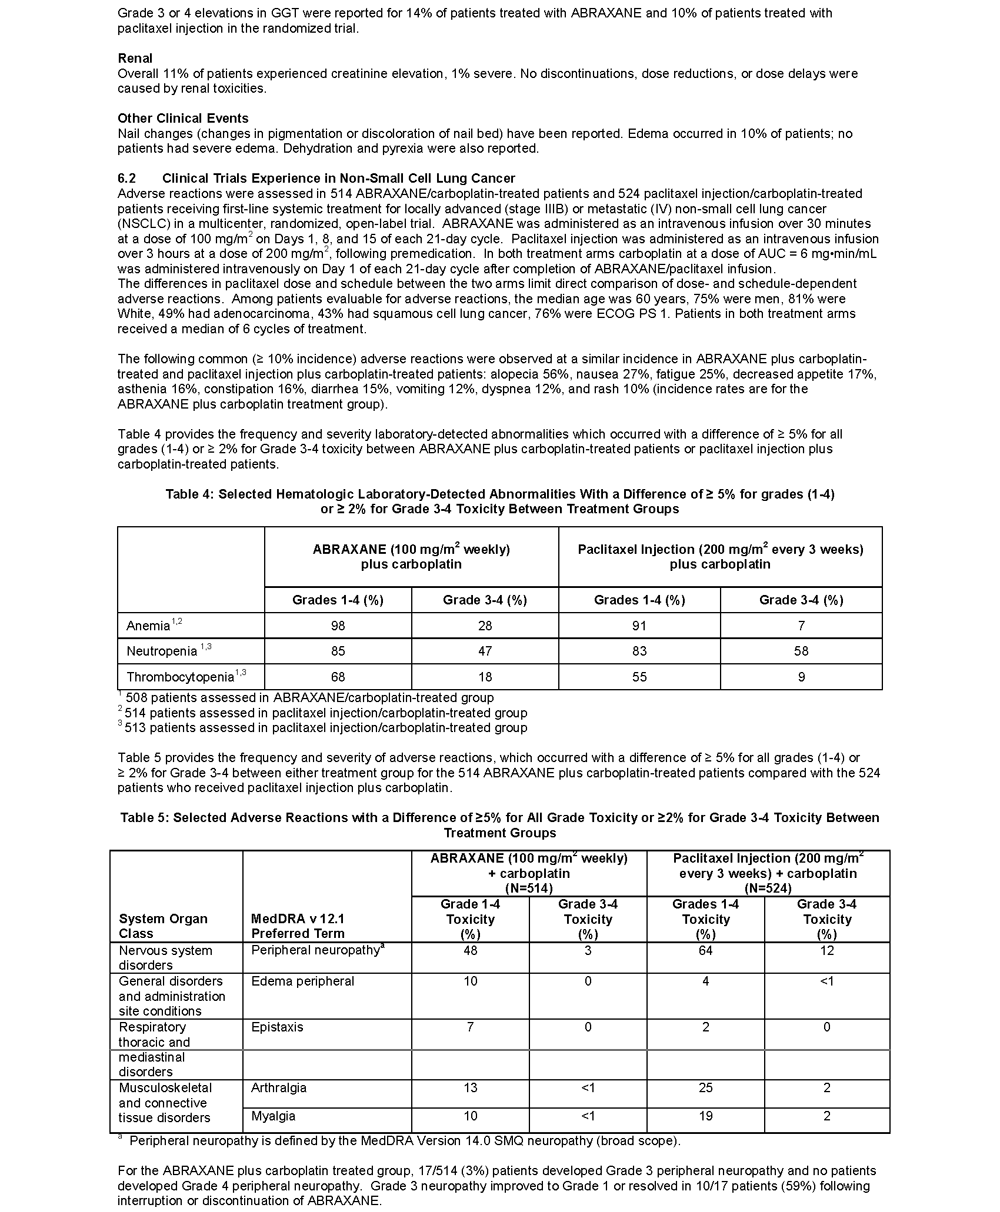 Grade 3 or 4 elevations in GGT were reported for 14% of patients treated with ABRAXANE and 10% of patients treated with
paclitaxel injection in the randomized trial.
Renal
Overall 11% of patients experienced creatinine elevation, 1% severe. No discontinuations, dose reductions, or dose delays were
caused by renal toxicities.
Other Clinical Events
Nail changes (changes in pigmentation or discoloration of nail bed) have been reported. Edema occurred in 10% of patients; no
patients had severe edema. Dehydration and pyrexia were also reported.
6.2 Clinical Trials Experience in Non-Small Cell Lung Cancer
Adverse reactions were assessed in 514 ABRAXANE/carboplatin-treated patients and 524 paclitaxel injection/carboplatin-treated
patients receiving first-line systemic treatment for locally advanced (stage IIIB) or metastatic (IV) non-small cell lung cancer
(NSCLC) in a multicenter, randomized, open-label trial. ABRAXANE was administered as an intravenous infusion over 30 minutes
at a dose of 100 mg/m2 on Days 1, 8, and 15 of each 21-day cycle. Paclitaxel injection was administered as an intravenous infusion
over 3 hours at a dose of 200 mg/m2, following premedication. In both treatment arms carboplatin at a dose of AUC = 6 mg•min/mL
was administered intravenously on Day 1 of each 21-day cycle after completion of ABRAXANE/paclitaxel infusion.
The differences in paclitaxel dose and schedule between the two arms limit direct comparison of dose- and schedule-dependent
adverse reactions. Among patients evaluable for adverse reactions, the median age was 60 years, 75% were men, 81% were
White, 49% had adenocarcinoma, 43% had squamous cell lung cancer, 76% were ECOG PS 1. Patients in both treatment arms
received a median of 6 cycles of treatment.
The following common (≥ 10% incidence) adverse reactions were observed at a similar incidence in ABRAXANE plus carboplatin-
treated and paclitaxel injection plus carboplatin-treated patients: alopecia 56%, nausea 27%, fatigue 25%, decreased appetite 17%,
asthenia 16%, constipation 16%, diarrhea 15%, vomiting 12%, dyspnea 12%, and rash 10% (incidence rates are for the
ABRAXANE plus carboplatin treatment group).
Table 4 provides the frequency and severity laboratory-detected abnormalities which occurred with a difference of ≥ 5% for all
grades (1-4) or ≥ 2% for Grade 3-4 toxicity between ABRAXANE plus carboplatin-treated patients or paclitaxel injection plus
carboplatin-treated patients.
Table 4: Selected Hematologic Laboratory-Detected Abnormalities With a Difference of ≥ 5% for grades (1-4)
or ≥ 2% for Grade 3-4 Toxicity Between Treatment Groups
ABRAXANE (100 mg/m2 weekly) Paclitaxel Injection (200 mg/m2 every 3 weeks)
plus carboplatin plus carboplatin
Grades 1-4 (%) Grade 3-4 (%) Grades 1-4 (%) Grade 3-4 (%)
Anemia1,2 98 28 91 7
Neutropenia 1,3 85 47 83 58
Thrombocytopenia1,3 68 18 55 9
1 508 patients assessed in ABRAXANE/carboplatin-treated group
2 514 patients assessed in paclitaxel injection/carboplatin-treated group
3 513 patients assessed in paclitaxel injection/carboplatin-treated group
Table 5 provides the frequency and severity of adverse reactions, which occurred with a difference of ≥ 5% for all grades (1-4) or
≥ 2% for Grade 3-4 between either treatment group for the 514 ABRAXANE plus carboplatin-treated patients compared with the 524
patients who received paclitaxel injection plus carboplatin.
Table 5: Selected Adverse Reactions with a Difference of ≥5% for All Grade Toxicity or ≥2% for Grade 3-4 Toxicity Between
Treatment Groups
ABRAXANE (100 mg/m2 weekly) Paclitaxel Injection (200 mg/m2
+ carboplatin every 3 weeks) + carboplatin
(N=514) (N=524)
Grade 1-4 Grade 3-4 Grades 1-4 Grade 3-4
System Organ MedDRA v 12.1 Toxicity Toxicity Toxicity Toxicity
Class Preferred Term (%) (%) (%) (%)
Nervous system Peripheral neuropathya 48 3 64 12
disorders
General disorders Edema peripheral 10 0 4 <1
and administration
site conditions
Respiratory Epistaxis 7 0 2 0
thoracic and
mediastinal
disorders
Musculoskeletal Arthralgia 13 <1 25 2
and connective
tissue disorders Myalgia 10 <1 19 2
a Peripheral neuropathy is defined by the MedDRA Version 14.0 SMQ neuropathy (broad scope).
For the ABRAXANE plus carboplatin treated group, 17/514 (3%) patients developed Grade 3 peripheral neuropathy and no patients
developed Grade 4 peripheral neuropathy. Grade 3 neuropathy improved to Grade 1 or resolved in 10/17 patients (59%) following
interruption or discontinuation of ABRAXANE.